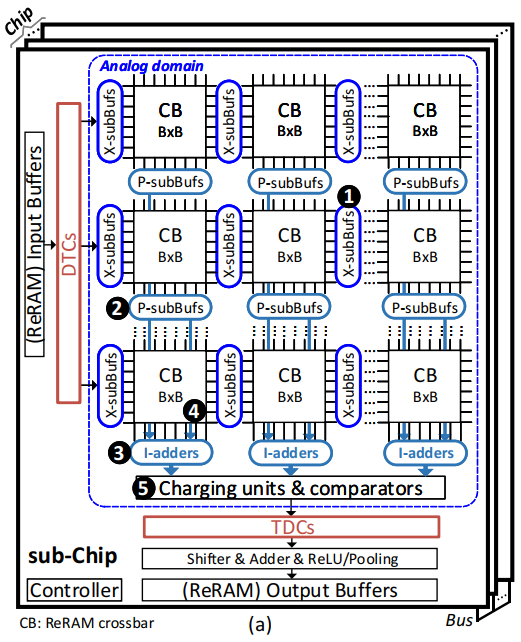 Chip
Analog domain
(ReRAM) Input Buffers
DTCs
X-subBufs
CB
BxB
X-subBufs
CB
BxB
X-subBufs
CB
BxB
P-subBufs
P-subBufs
P-subBufs
1
X-subBufs
CB
BxB
X-subBufs
CB
BxB
X-subBufs
CB
BxB
2
P-subBufs
P-subBufs
P-subBufs
X-subBufs
CB
BxB
X-subBufs
CB
BxB
X-subBufs
CB
BxB
4
3
I-adders
I-adders
I-adders
5 Charging units & comparators
TDCs
sub-Chip
Shifter & Adder & ReLU/Pooling
Controller
(ReRAM) Output Buffers
CB: ReRAM crossbar
(a)
Bus